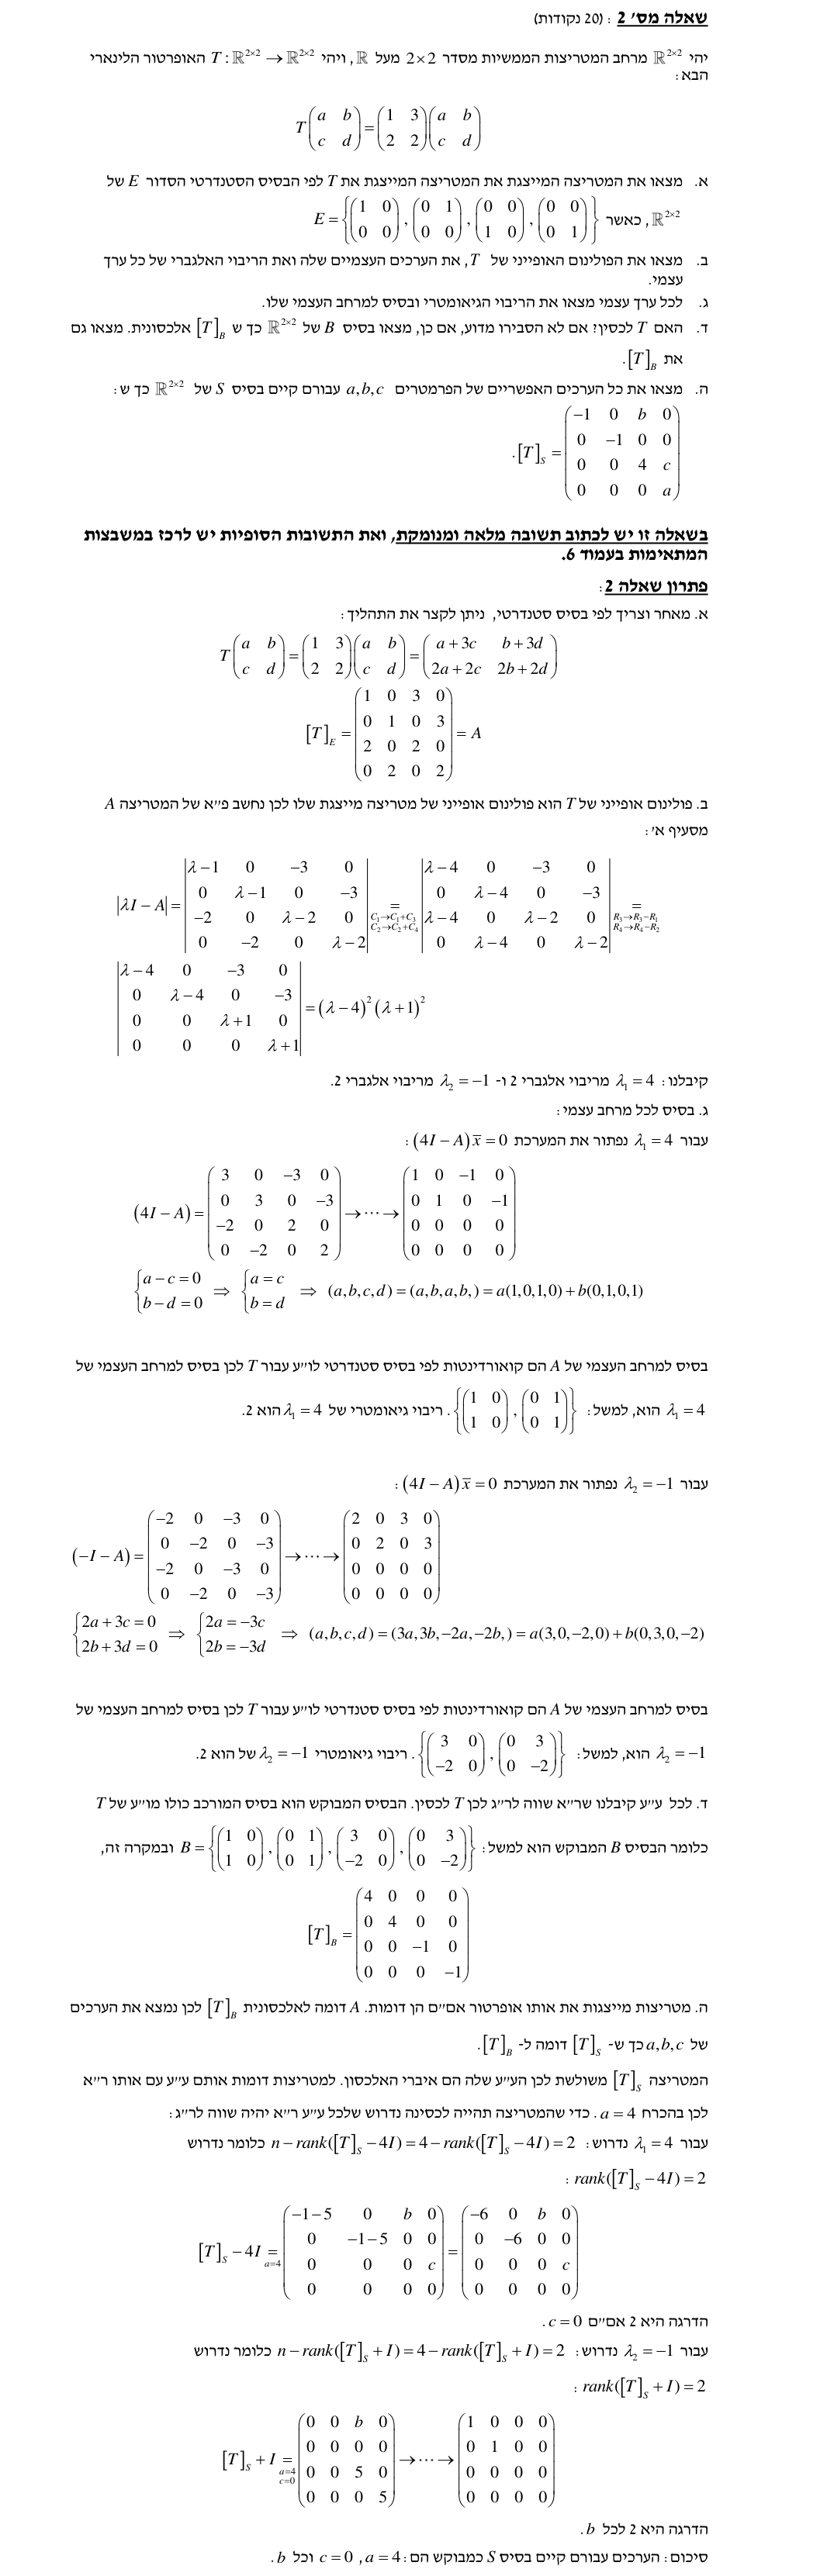 שאלה מס׳ 2 : (20 נקודות)
יהי ℝ^{2×2} מרחב המטריצות הממשיות מסדר 2×2 מעל ℝ, ויהי T : ℝ^{2×2} → ℝ^{2×2} האופרטור הלינארי
הבא:
T(a b; c d) = (1 3; 2 2)(a b; c d)
א. מצאו את המטריצה המייצגת את המטריצה המייצגת את T לפי הבסיס הסטנדרטי הסדור E של
ℝ^{2×2}, כאשר E = {(1 0; 0 0), (0 1; 0 0), (0 0; 1 0), (0 0; 0 1)}
ב. מצאו את הפולינום האופייני של T, את הערכים העצמיים שלה ואת הריבוי האלגברי של כל ערך
עצמי.
ג. לכל ערך עצמי מצאו את הריבוי הגיאומטרי ובסיס למרחב העצמי שלו.
ד. האם T לכסין? אם לא הסבירו מדוע, אם כן, מצאו בסיס B של ℝ^{2×2} כך ש [T]_B אלכסונית. מצאו גם
את [T]_B.
ה. מצאו את כל הערכים האפשריים של הפרמטרים a,b,c עבורם קיים בסיס S של ℝ^{2×2} כך ש:
[T]_S = (−1 0 b 0; 0 −1 0 0; 0 0 4 c; 0 0 0 a).
בשאלה זו יש לכתוב תשובה מלאה ומנומקת, ואת התשובות הסופיות יש לרכז במשבצות
המתאימות בעמוד 6.
פתרון שאלה 2:
א. מאחר וצריך לפי בסיס סטנדרטי, ניתן לקצר את התהליך:
T(a b; c d) = (1 3; 2 2)(a b; c d) = (a+3c b+3d; 2a+2c 2b+2d)
[T]_E = (1 0 3 0; 0 1 0 3; 2 0 2 0; 0 2 0 2) = A
ב. פולינום אופייני של T הוא פולינום אופייני של מטריצה מייצגת שלו לכן נחשב פ״א של המטריצה A
מסעיף א׳:
|λI − A| = |λ−1 0 −3 0; 0 λ−1 0 −3; −2 0 λ−2 0; 0 −2 0 λ−2| = (C₁→C₁+C₃, C₂→C₂+C₄) |λ−4 0 −3 0; 0 λ−4 0 −3; λ−4 0 λ−2 0; 0 λ−4 0 λ−2| = (R₃→R₃−R₁, R₄→R₄−R₂)
|λ−4 0 −3 0; 0 λ−4 0 −3; 0 0 λ+1 0; 0 0 0 λ+1| = (λ−4)²(λ+1)²
קיבלנו: λ₁ = 4 מריבוי אלגברי 2 ו- λ₂ = −1 מריבוי אלגברי 2.
ג. בסיס לכל מרחב עצמי:
עבור λ₁ = 4 נפתור את המערכת (4I − A)x̄ = 0:
(4I − A) = (3 0 −3 0; 0 3 0 −3; −2 0 2 0; 0 −2 0 2) → ⋯ → (1 0 −1 0; 0 1 0 −1; 0 0 0 0; 0 0 0 0)
{a − c = 0; b − d = 0 ⇒ {a = c; b = d ⇒ (a,b,c,d) = (a,b,a,b,) = a(1,0,1,0) + b(0,1,0,1)
בסיס למרחב העצמי של A הם קואורדינטות לפי בסיס סטנדרטי לו״ע עבור T לכן בסיס למרחב העצמי של
λ₁ = 4 הוא, למשל: {(1 0; 1 0), (0 1; 0 1)}. ריבוי גיאומטרי של λ₁ = 4 הוא 2.
עבור λ₂ = −1 נפתור את המערכת (4I − A)x̄ = 0:
(−I − A) = (−2 0 −3 0; 0 −2 0 −3; −2 0 −3 0; 0 −2 0 −3) → ⋯ → (2 0 3 0; 0 2 0 3; 0 0 0 0; 0 0 0 0)
{2a + 3c = 0; 2b + 3d = 0 ⇒ {2a = −3c; 2b = −3d ⇒ (a,b,c,d) = (3a,3b,−2a,−2b,) = a(3,0,−2,0) + b(0,3,0,−2)
בסיס למרחב העצמי של A הם קואורדינטות לפי בסיס סטנדרטי לו״ע עבור T לכן בסיס למרחב העצמי של
λ₂ = −1 הוא, למשל: {(3 0; −2 0), (0 3; 0 −2)}. ריבוי גיאומטרי λ₂ = −1 של הוא 2.
ד. לכל ע״ע קיבלנו שר״א שווה לר״ג לכן T לכסין. הבסיס המבוקש הוא בסיס המורכב כולו מו״ע של T
כלומר הבסיס B המבוקש הוא למשל: B = {(1 0; 1 0), (0 1; 0 1), (3 0; −2 0), (0 3; 0 −2)} ובמקרה זה,
[T]_B = (4 0 0 0; 0 4 0 0; 0 0 −1 0; 0 0 0 −1)
ה. מטריצות מייצגות את אותו אופרטור אם״ם הן דומות. A דומה לאלכסונית [T]_B לכן נמצא את הערכים
של a,b,c כך ש- [T]_S דומה ל- [T]_B.
המטריצה [T]_S משולשת לכן הע״ע שלה הם איברי האלכסון. למטריצות דומות אותם ע״ע עם אותו ר״א
לכן בהכרח a = 4. כדי שהמטריצה תהייה לכסינה נדרוש שלכל ע״ע ר״א יהיה שווה לר״ג:
עבור λ₁ = 4 נדרוש: n − rank([T]_S − 4I) = 4 − rank([T]_S − 4I) = 2 כלומר נדרוש
rank([T]_S − 4I) = 2:
[T]_S − 4I = (a=4) (−1−5 0 b 0; 0 −1−5 0 0; 0 0 0 c; 0 0 0 0) = (−6 0 b 0; 0 −6 0 0; 0 0 0 c; 0 0 0 0)
הדרגה היא 2 אם״ם c = 0.
עבור λ₂ = −1 נדרוש: n − rank([T]_S + I) = 4 − rank([T]_S + I) = 2 כלומר נדרוש
rank([T]_S + I) = 2:
[T]_S + I = (a=4, c=0) (0 0 b 0; 0 0 0 0; 0 0 5 0; 0 0 0 5) → ⋯ → (1 0 0 0; 0 1 0 0; 0 0 0 0; 0 0 0 0)
הדרגה היא 2 לכל b.
סיכום: הערכים עבורם קיים בסיס S כמבוקש הם: a = 4, c = 0 וכל b.